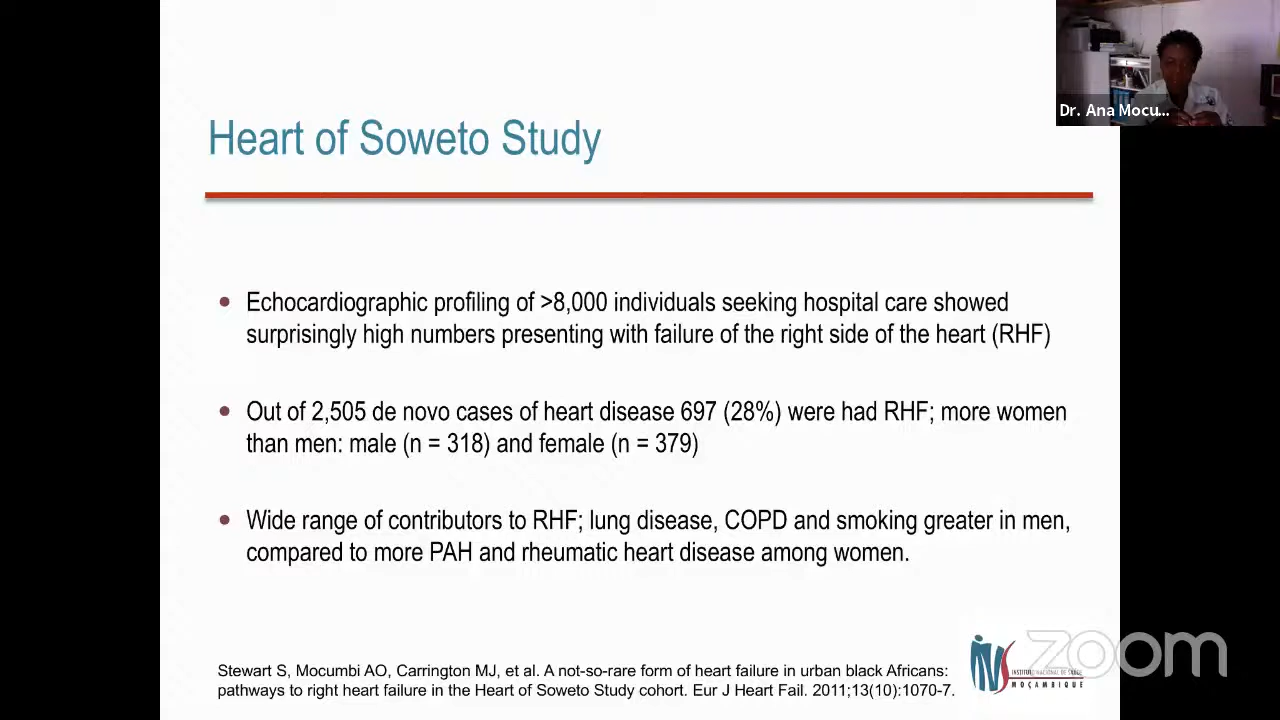 Dr. Ana Mocu...
Heart of Soweto Study
Echocardiographic profiling of >8,000 individuals seeking hospital care showed
surprisingly high numbers presenting with failure of the right side of the heart (RHF)
Out of 2,505 de novo cases of heart disease 697 (28%) were had RHF; more women
than men: male (n = 318) and female (n = 379)
Wide range of contributors to RHF; lung disease, COPD and smoking greater in men,
compared to more PAH and rheumatic heart disease among women.
Stewart S, Mocumbi AO, Carrington MJ, et al. A not-so-rare form of heart failure in urban black Africans:
pathways to right heart failure in the Heart of Soweto Study cohort. Eur J Heart Fail. 2011;13(10):1070-7.
INS
INSTITUTO NACIONAL DE SAÚDE
MOÇAMBIQUE
zoom